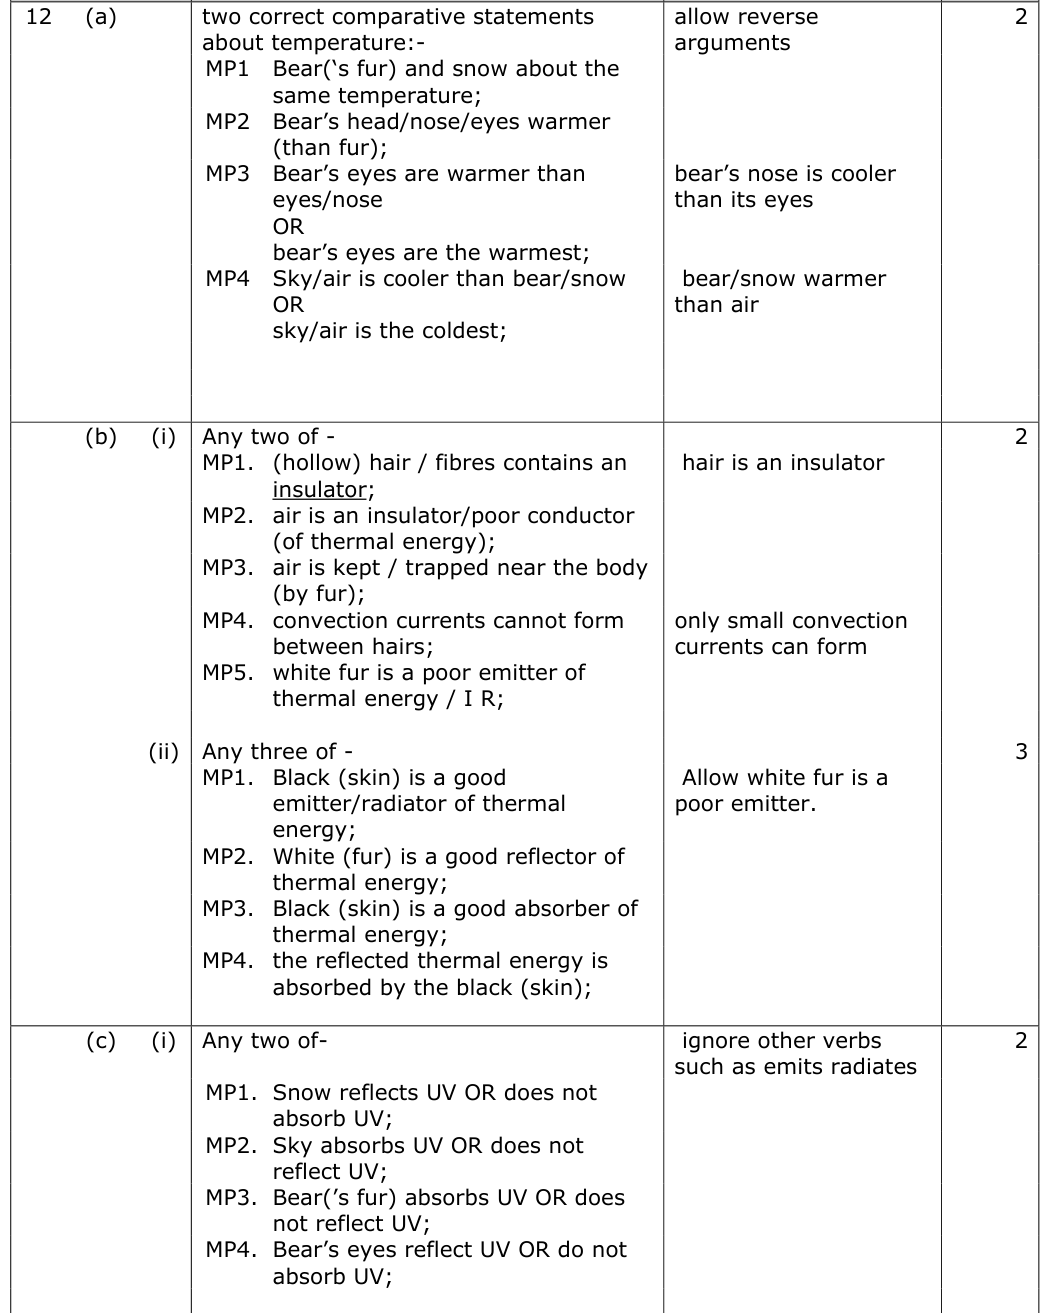 12 (a) two correct comparative statements allow reverse 2
about temperature:- arguments
MP1 Bear(‘s fur) and snow about the
same temperature;
MP2 Bear’s head/nose/eyes warmer
(than fur);
MP3 Bear’s eyes are warmer than bear’s nose is cooler
eyes/nose than its eyes
OR
bear’s eyes are the warmest;
MP4 Sky/air is cooler than bear/snow bear/snow warmer
OR than air
sky/air is the coldest;
(b) (i) Any two of - 2
MP1. (hollow) hair / fibres contains an hair is an insulator
insulator;
MP2. air is an insulator/poor conductor
(of thermal energy);
MP3. air is kept / trapped near the body
(by fur);
MP4. convection currents cannot form only small convection
between hairs; currents can form
MP5. white fur is a poor emitter of
thermal energy / I R;
(ii) Any three of - 3
MP1. Black (skin) is a good Allow white fur is a
emitter/radiator of thermal poor emitter.
energy;
MP2. White (fur) is a good reflector of
thermal energy;
MP3. Black (skin) is a good absorber of
thermal energy;
MP4. the reflected thermal energy is
absorbed by the black (skin);
(c) (i) Any two of- ignore other verbs 2
such as emits radiates
MP1. Snow reflects UV OR does not
absorb UV;
MP2. Sky absorbs UV OR does not
reflect UV;
MP3. Bear(’s fur) absorbs UV OR does
not reflect UV;
MP4. Bear’s eyes reflect UV OR do not
absorb UV;